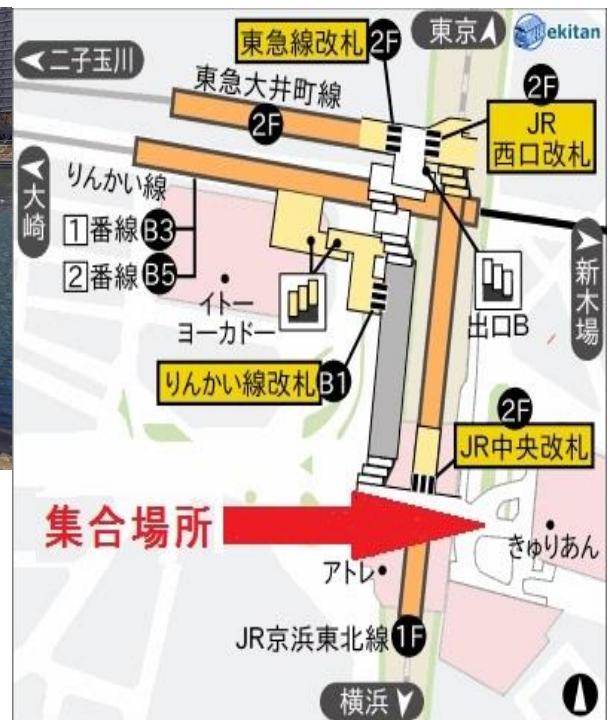 東京
ekitan
二子玉川
東急線改札 2F
東急大井町線
2F
2F
JR
西口改札
大崎
りんかい線
1番線 B3
2番線 B5
イトー
ヨーカドー
出口B
新木場
りんかい線改札 B1
2F
JR中央改札
集合場所
きゅりあん
アトレ
JR京浜東北線 1F
横浜